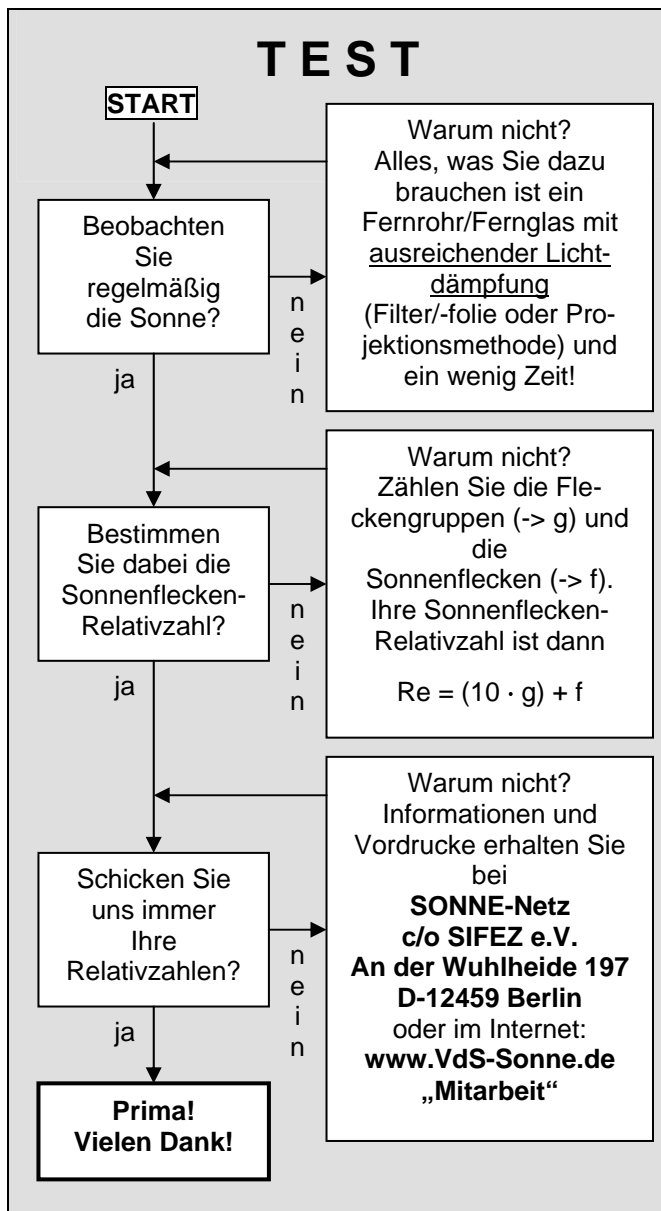 T E S T
START
Warum nicht?
Alles, was Sie dazu
brauchen ist ein
Fernrohr/Fernglas mit
ausreichender Licht-
dämpfung
(Filter/-folie oder Pro-
jektionsmethode) und
ein wenig Zeit!
Beobachten
Sie
regelmäßig
die Sonne?
n
e
i
n
ja
Warum nicht?
Zählen Sie die Fle-
ckengruppen (-> g) und
die
Sonnenflecken (-> f).
Ihre Sonnenflecken-
Relativzahl ist dann
Re = (10 · g) + f
Bestimmen
Sie dabei die
Sonnenflecken-
Relativzahl?
n
e
i
n
ja
Warum nicht?
Informationen und
Vordrucke erhalten Sie
bei
SONNE-Netz
c/o SIFEZ e.V.
An der Wuhlheide 197
D-12459 Berlin
oder im Internet:
www.VdS-Sonne.de
„Mitarbeit“
Schicken Sie
uns immer
Ihre
Relativzahlen?
n
e
i
n
ja
Prima!
Vielen Dank!